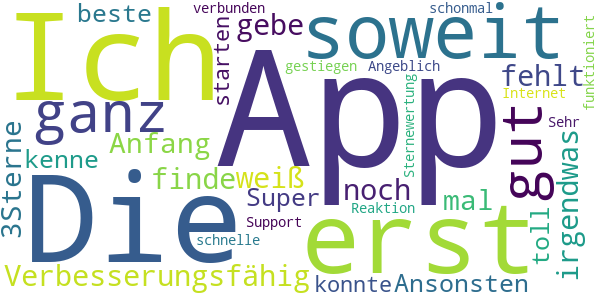 verbunden
schonmal
beste
Ich
App
soweit
gebe
starten
gestiegen
Angeblich
fehlt
funktioniert
Internet
ganz
Anfang
Sternewertung
gut
Sehr
irgendwas
3Sterne
kenne
Die
finde
weiß
noch
Super
mal
toll
Reaktion
Support
erst
schnelle
Verbesserungsfähig
konnte
Ansonsten